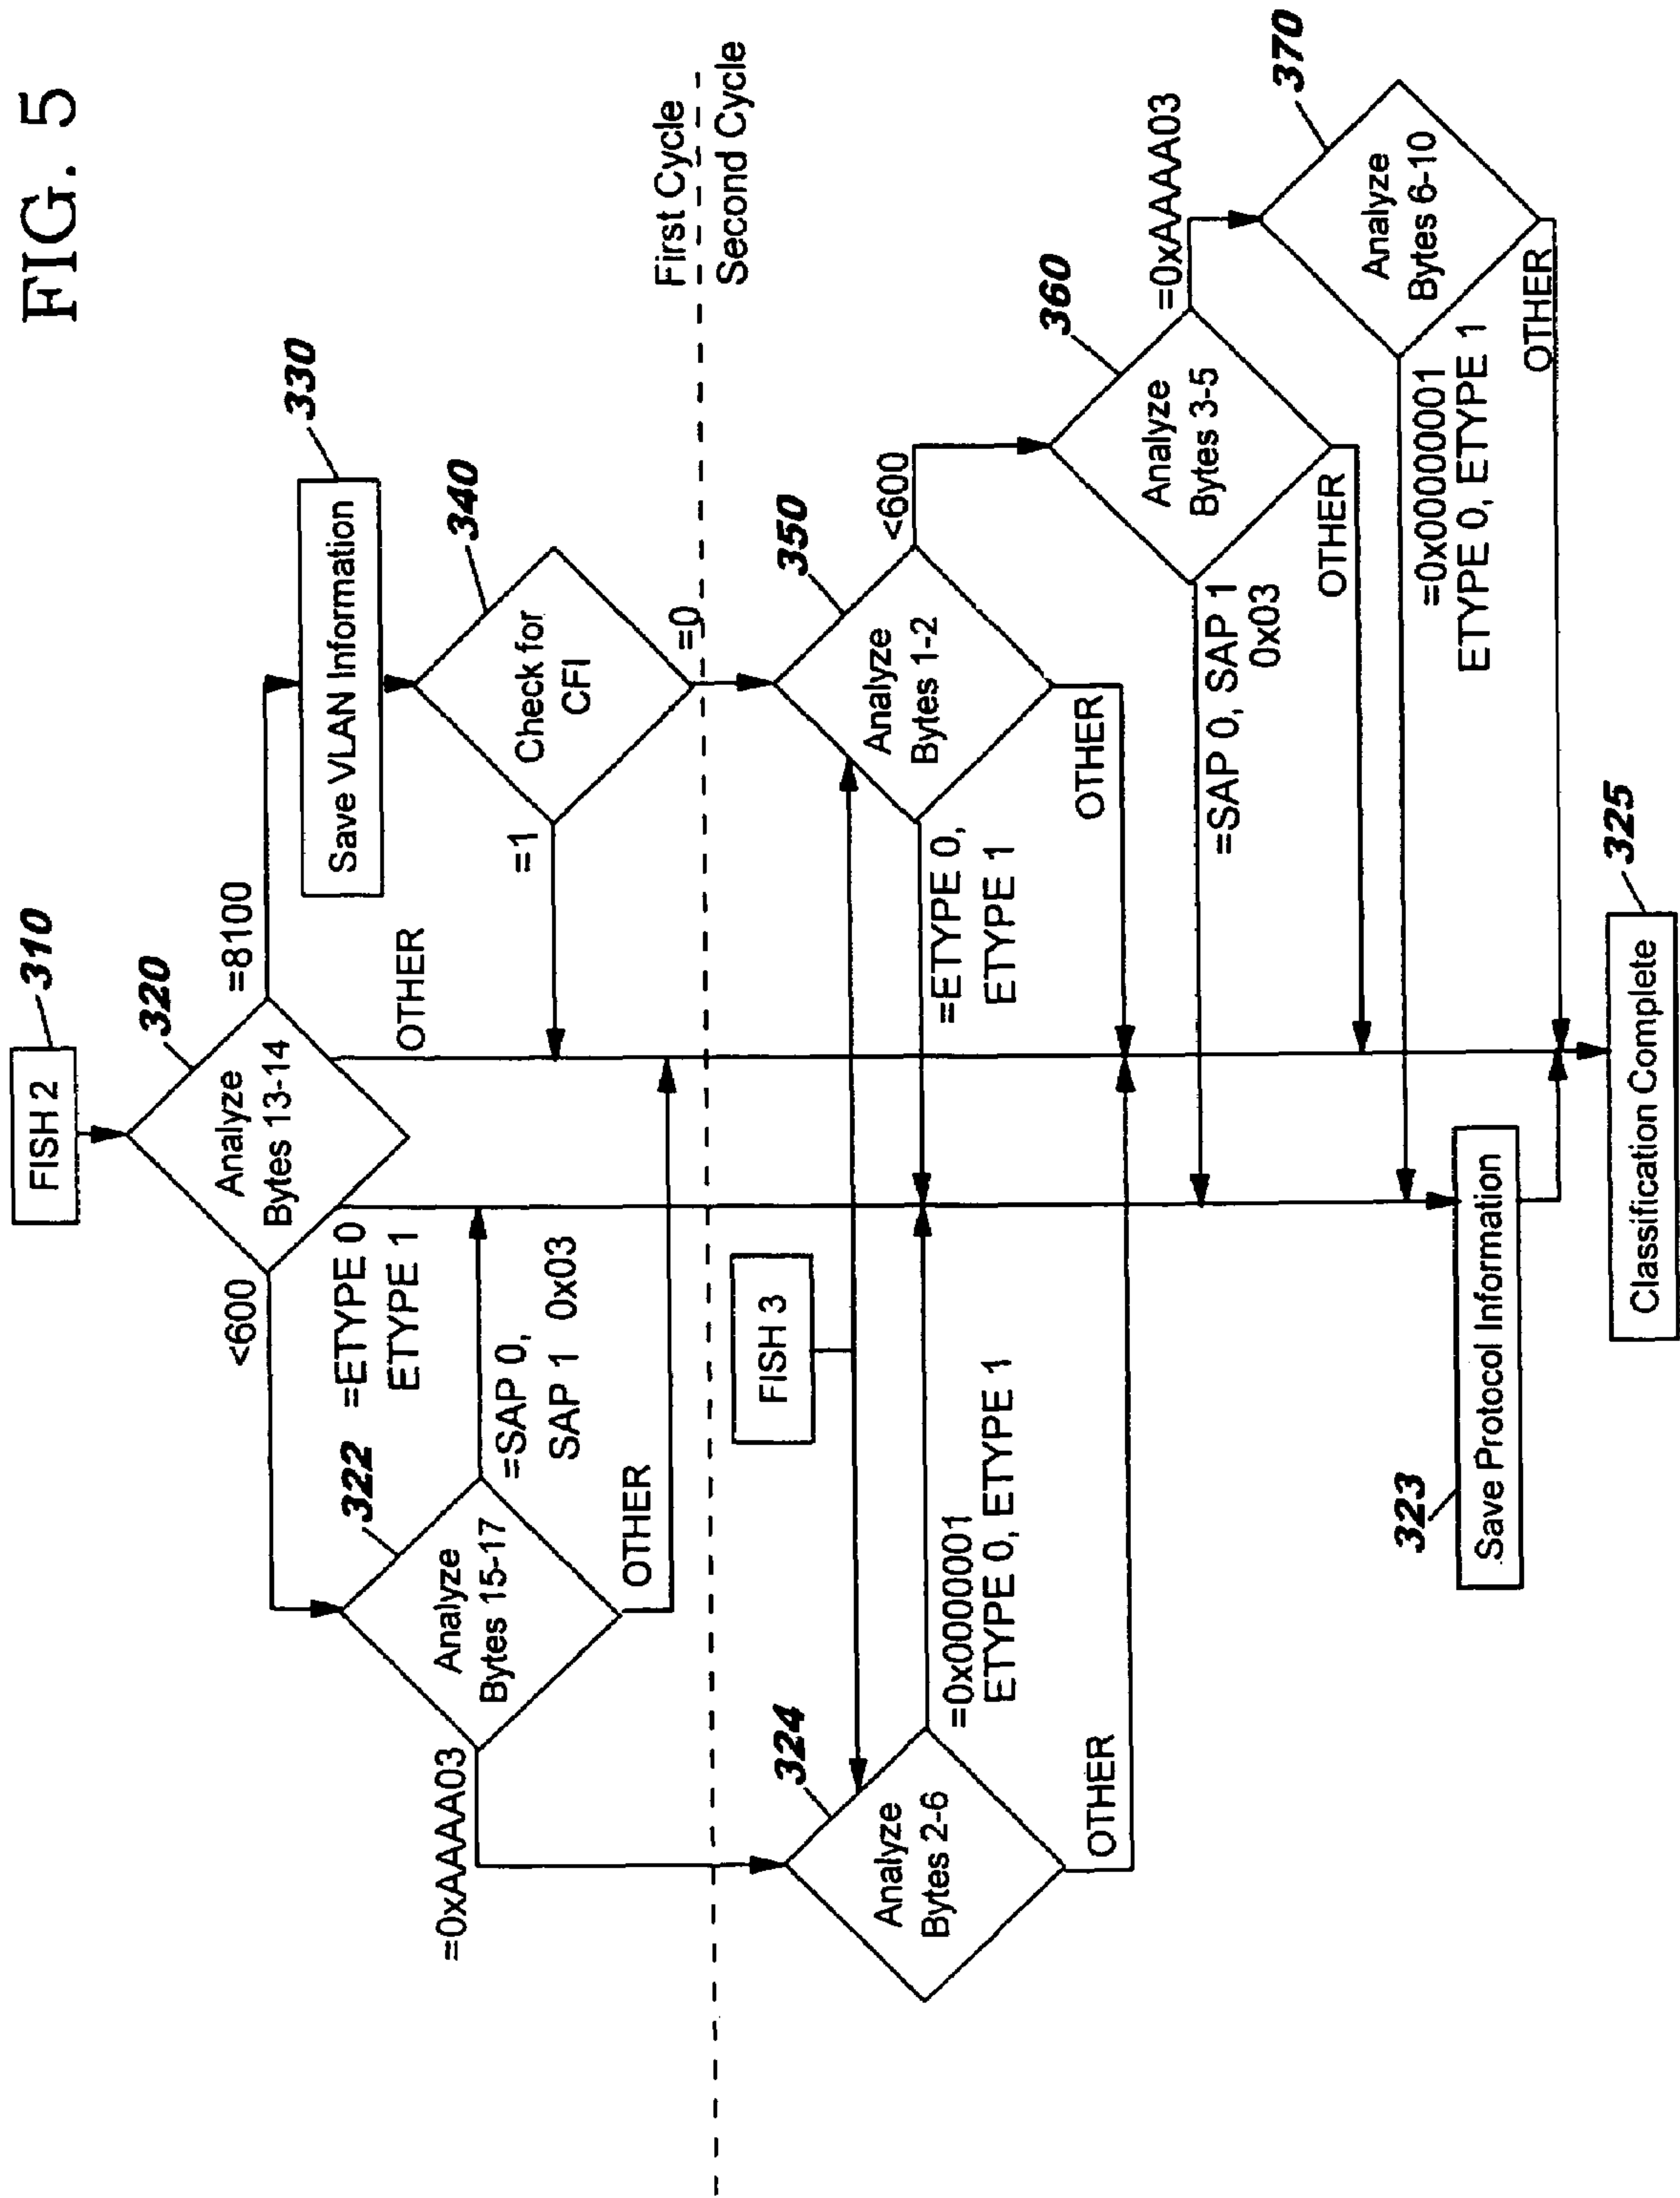 FIG. 5
FISH 2
310
320
Analyze
Bytes 13-14
<600
=8100
=ETYPE 0
ETYPE 1
OTHER
330
Save VLAN Information
322
Analyze
Bytes 15-17
=SAP 0,
SAP 1 0x03
OTHER
=0xAAAA03
340
Check for
CFI
=1
=0
First Cycle
Second Cycle
FISH 3
324
Analyze
Bytes 2-6
=0x000001
ETYPE 0, ETYPE 1
OTHER
350
Analyze
Bytes 1-2
<600
=ETYPE 0,
ETYPE 1
OTHER
360
Analyze
Bytes 3-5
=0xAAAA03
=SAP 0, SAP 1
0x03
OTHER
370
Analyze
Bytes 6-10
=0x0000001
ETYPE 0, ETYPE 1
OTHER
323
Save Protocol Information
325
Classification Complete